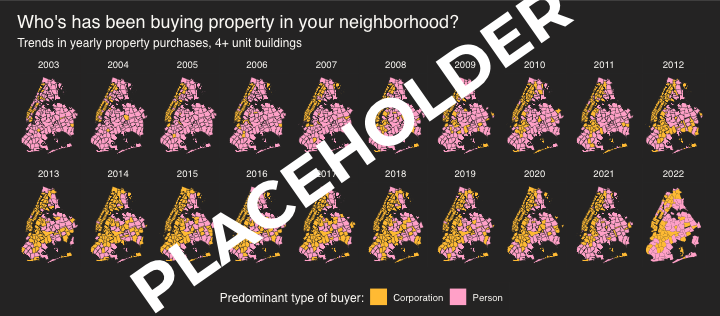 Who's has been buying property in your neighborhood?
Trends in yearly property purchases, 4+ unit buildings
2003 2004 2005 2006 2007 2008 2009 2010 2011 2012
2013 2014 2015 2016 2017 2018 2019 2020 2021 2022
PLACEHOLDER
Predominant type of buyer: Corporation Person